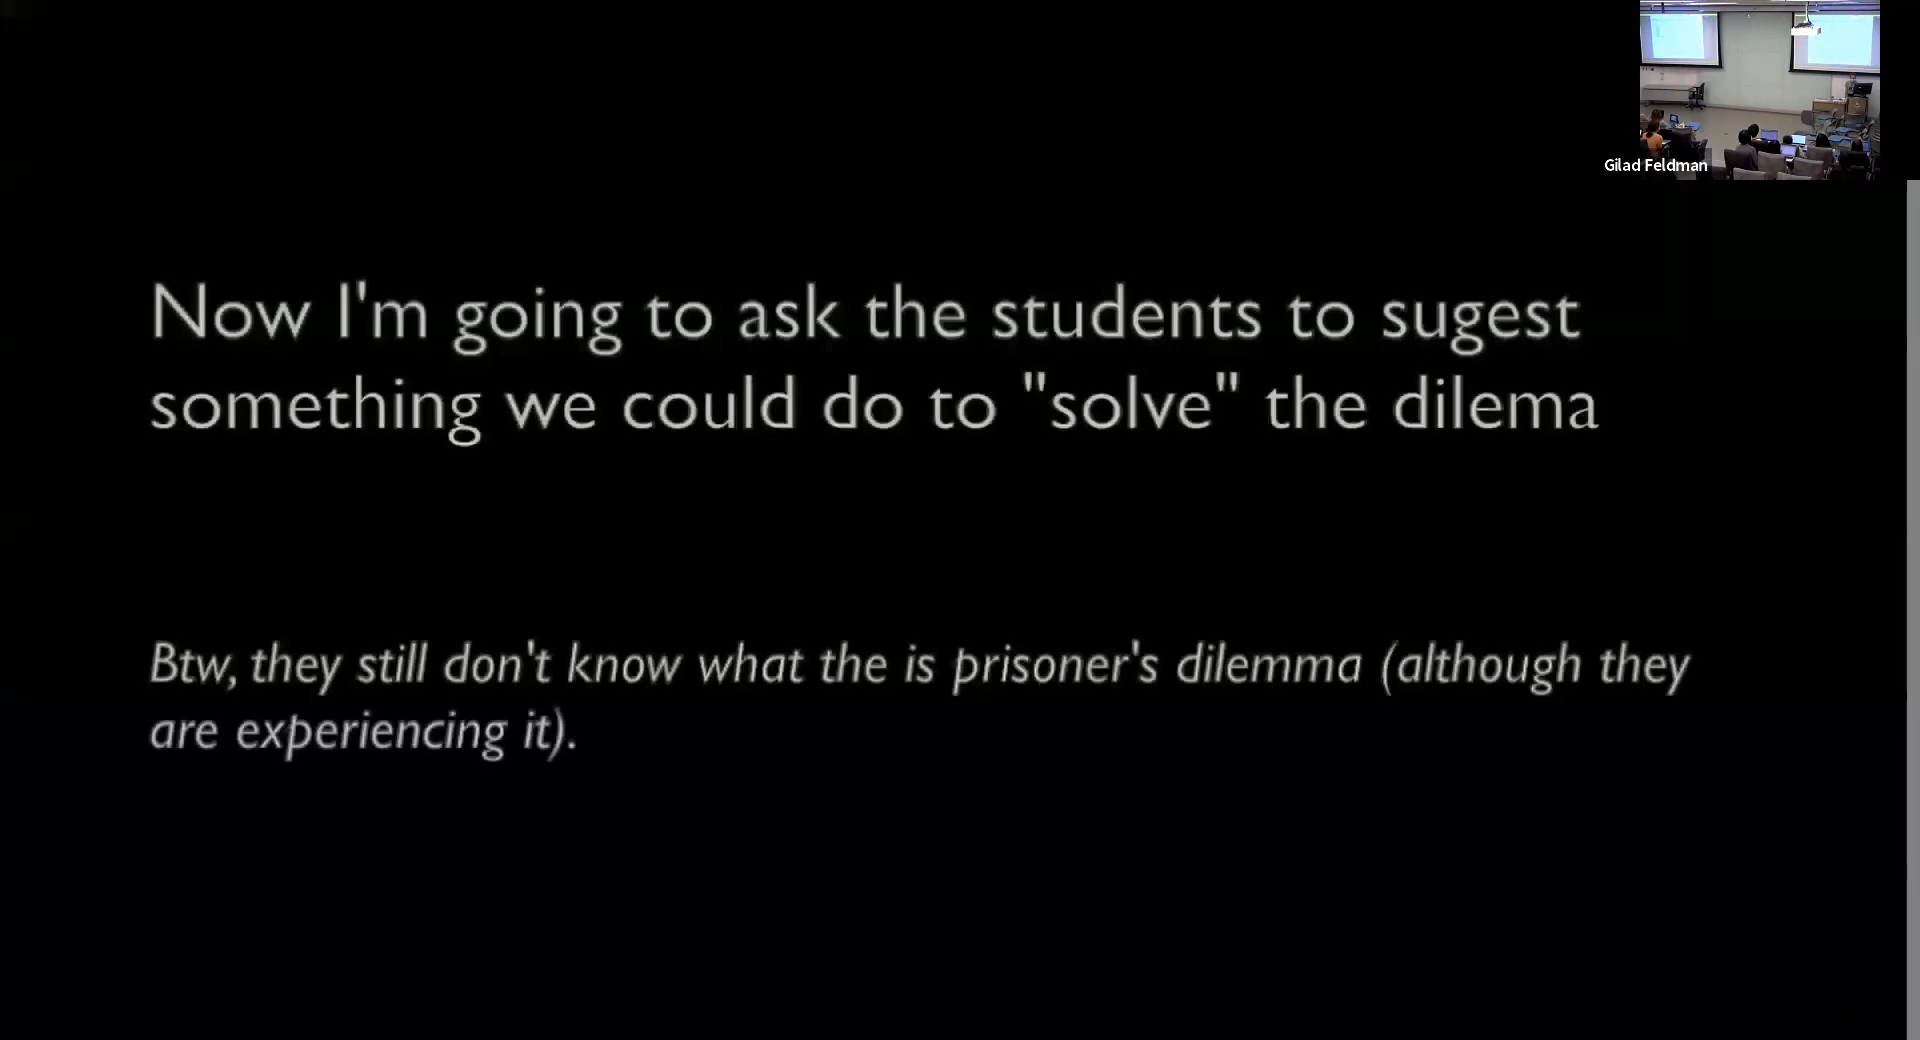 Gilad Feldman
Now I'm going to ask the students to sugest
something we could do to "solve" the dilema
Btw, they still don't know what the is prisoner's dilemma (although they
are experiencing it).